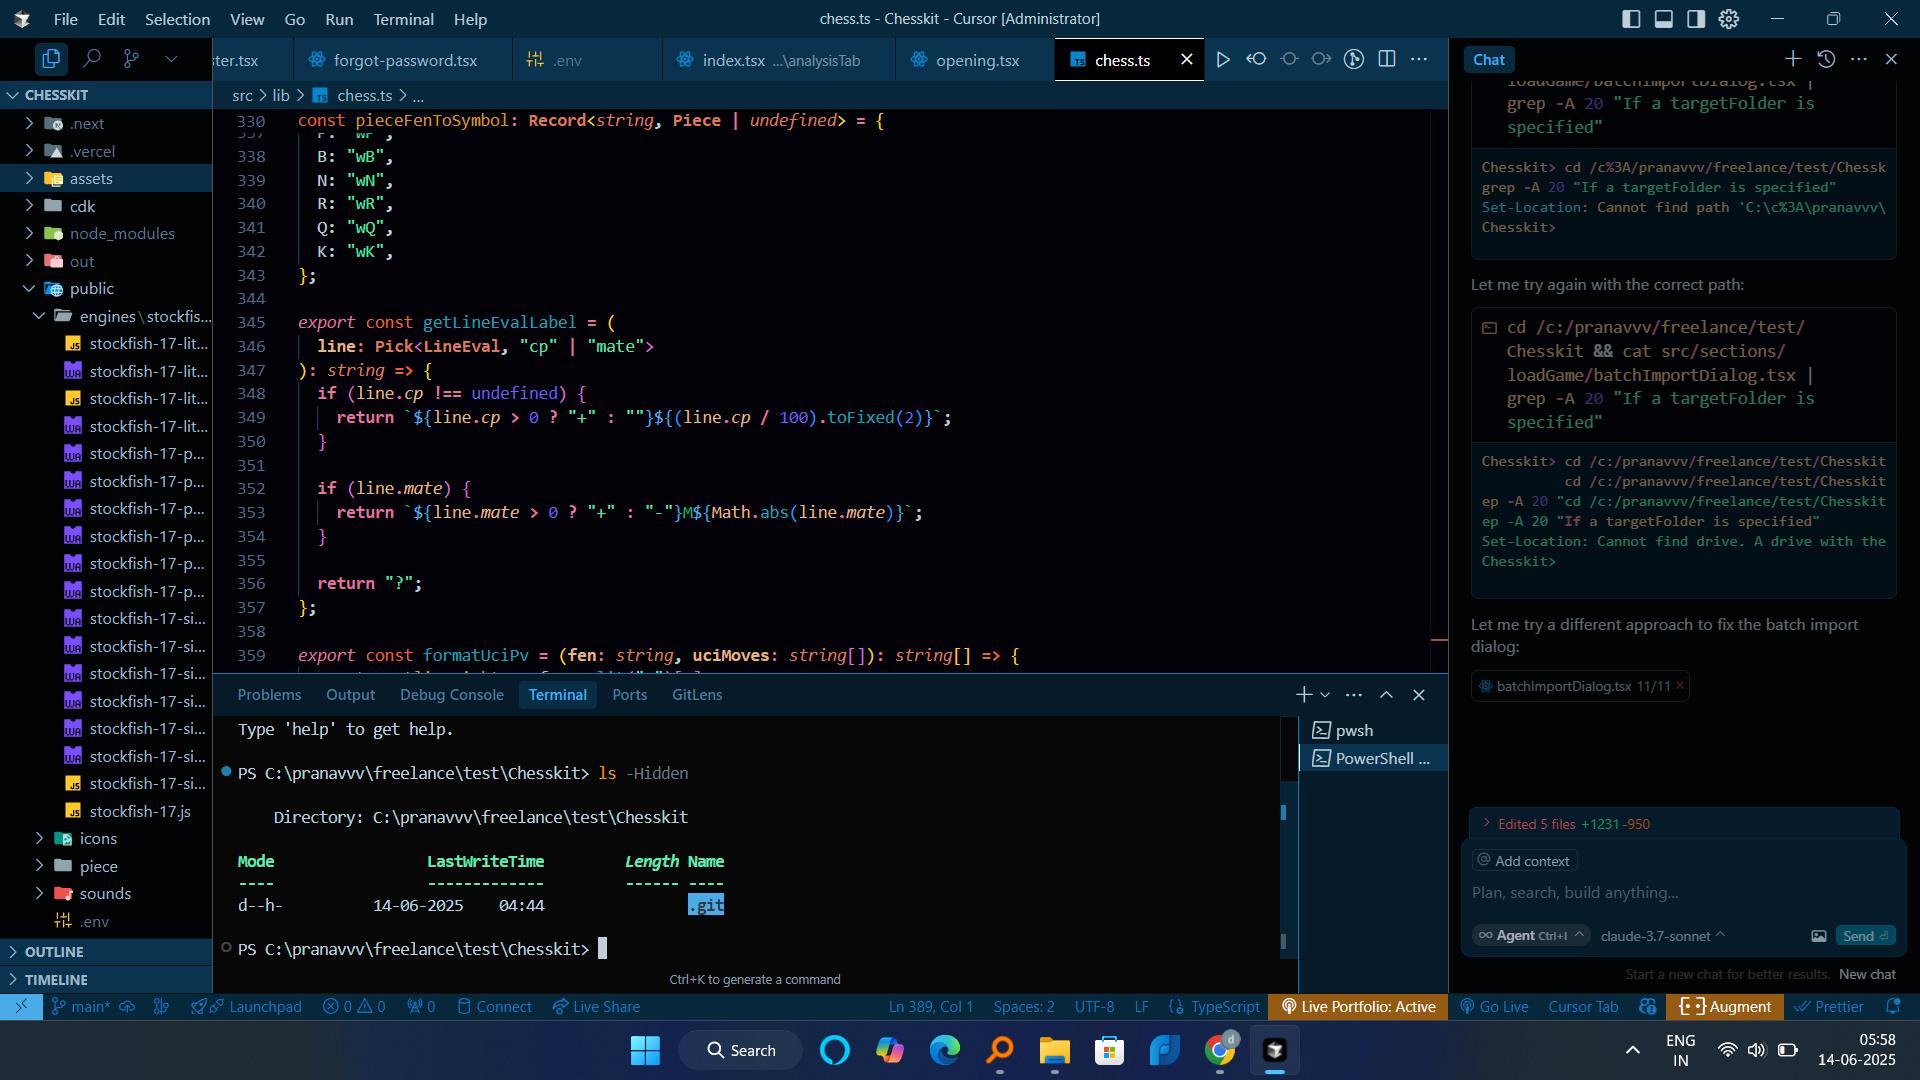 File Edit Selection View Go Run Terminal Help
chess.ts - Chesskit - Cursor [Administrator]
ster.tsx
forgot-password.tsx
.env
index.tsx ...\analysisTab
opening.tsx
chess.ts
CHESSKIT
.next
.vercel
assets
cdk
node_modules
out
public
engines\stockfis...
stockfish-17-lit...
stockfish-17-lit...
stockfish-17-lit...
stockfish-17-lit...
stockfish-17-p...
stockfish-17-p...
stockfish-17-p...
stockfish-17-p...
stockfish-17-p...
stockfish-17-p...
stockfish-17-si...
stockfish-17-si...
stockfish-17-si...
stockfish-17-si...
stockfish-17-si...
stockfish-17-si...
stockfish-17-si...
stockfish-17.js
icons
piece
sounds
.env
OUTLINE
TIMELINE
src > lib > chess.ts > ...
330 const pieceFenToSymbol: Record<string, Piece | undefined> = {
337 P: "wP",
338 B: "wB",
339 N: "wN",
340 R: "wR",
341 Q: "wQ",
342 K: "wK",
343 };
344
345 export const getLineEvalLabel = (
346 line: Pick<LineEval, "cp" | "mate">
347 ): string => {
348 if (line.cp !== undefined) {
349 return `${line.cp > 0 ? "+" : ""}${(line.cp / 100).toFixed(2)}`;
350 }
351
352 if (line.mate) {
353 return `${line.mate > 0 ? "+" : "-"}M${Math.abs(line.mate)}`;
354 }
355
356 return "?";
357 };
358
359 export const formatUciPv = (fen: string, uciMoves: string[]): string[] => {
Problems Output Debug Console Terminal Ports GitLens
Type 'help' to get help.
PS C:\pranavvv\freelance\test\Chesskit> ls -Hidden
Directory: C:\pranavvv\freelance\test\Chesskit
Mode LastWriteTime Length Name
---- ------------- ------ ----
d--h- 14-06-2025 04:44 .git
PS C:\pranavvv\freelance\test\Chesskit>
Ctrl+K to generate a command
pwsh
PowerShell ...
Chat
loadGame/batchImportDialog.tsx |
grep -A 20 "If a targetFolder is
specified"
Chesskit> cd /c%3A/pranavvv/freelance/test/Chessk
grep -A 20 "If a targetFolder is specified"
Set-Location: Cannot find path 'C:\c%3A\pranavvv\
Chesskit>
Let me try again with the correct path:
cd /c:/pranavvv/freelance/test/
Chesskit && cat src/sections/
loadGame/batchImportDialog.tsx |
grep -A 20 "If a targetFolder is
specified"
Chesskit> cd /c:/pranavvv/freelance/test/Chesskit
cd /c:/pranavvv/freelance/test/Chesskit
ep -A 20 "cd /c:/pranavvv/freelance/test/Chesskit
ep -A 20 "If a targetFolder is specified"
Set-Location: Cannot find drive. A drive with the
Chesskit>
Let me try a different approach to fix the batch import
dialog:
batchImportDialog.tsx 11/11
Edited 5 files +1231 -950
@ Add context
Plan, search, build anything...
Agent Ctrl+I claude-3.7-sonnet Send
Start a new chat for better results. New chat
main* Launchpad 0 0 0 Connect Live Share Ln 389, Col 1 Spaces: 2 UTF-8 LF TypeScript Live Portfolio: Active Go Live Cursor Tab Augment Prettier
Search
ENG
IN
05:58
14-06-2025